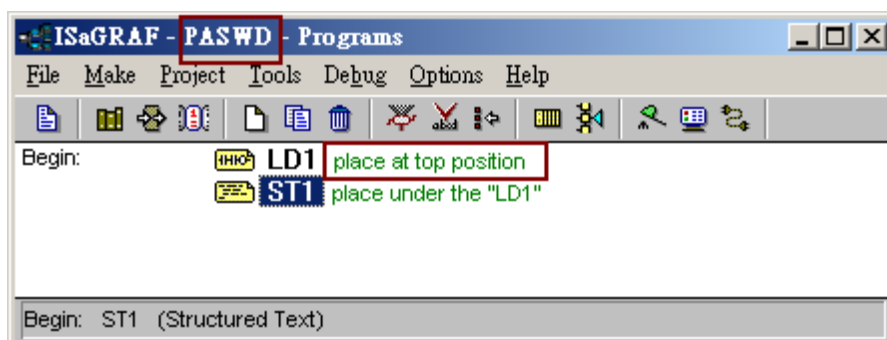 ISaGRAF - PASWD - Programs
File Make Project Tools Debug Options Help
Begin: LD1 place at top position
ST1 place under the "LD1"
Begin: ST1 (Structured Text)